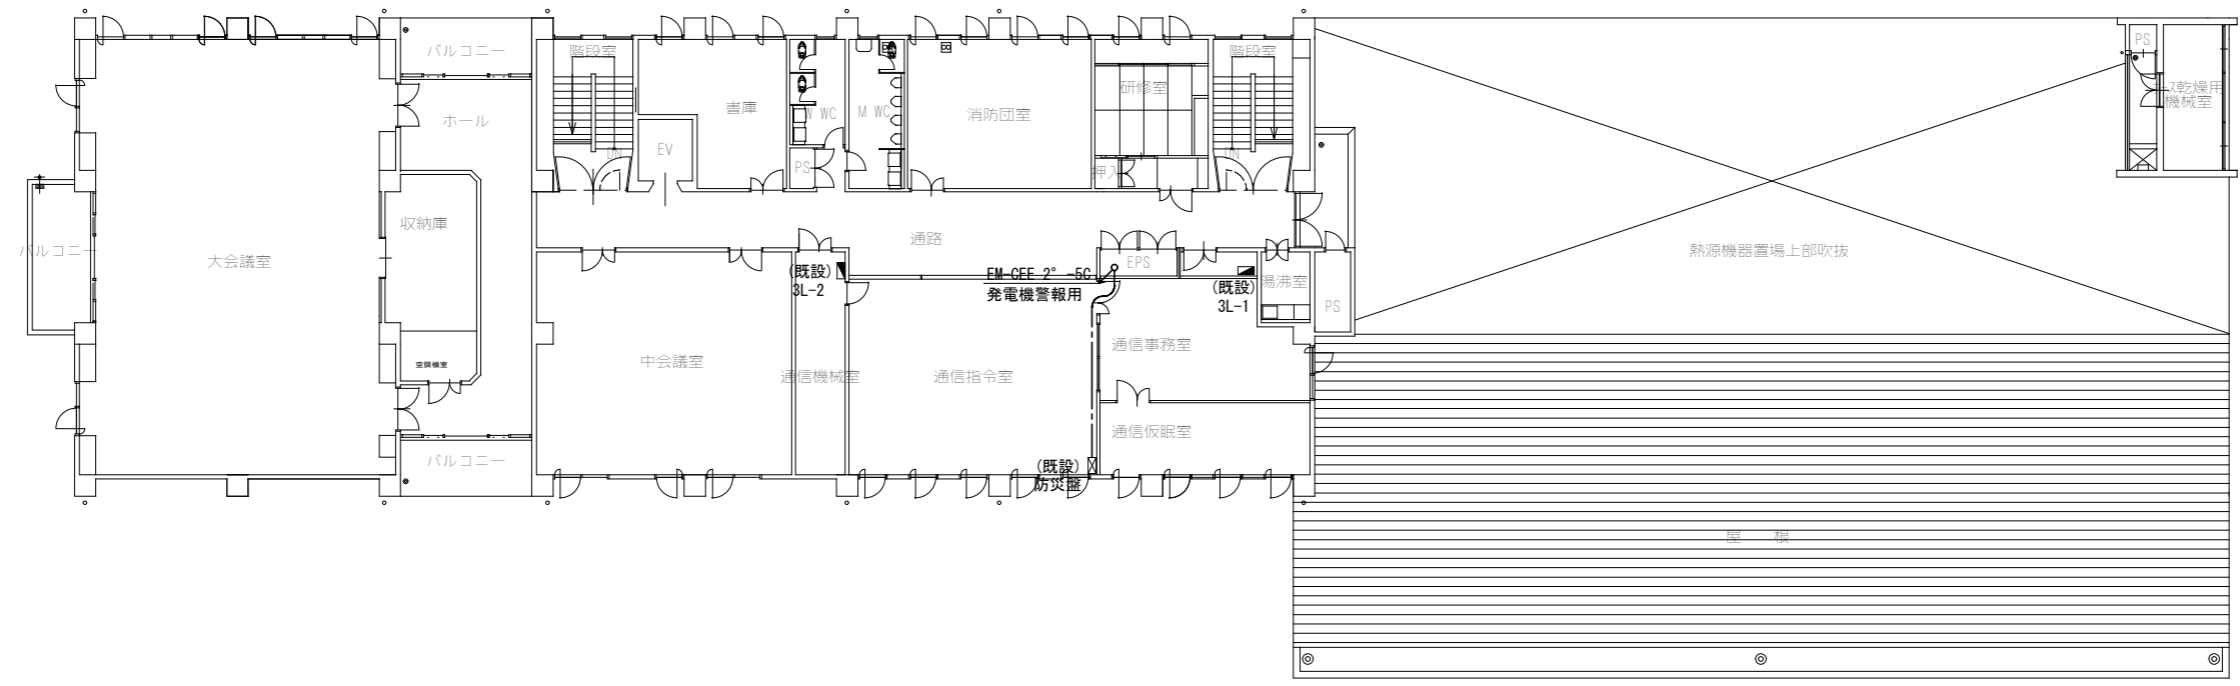 バルコニー
階段室
階段室
PS
ホース乾燥用
機械室
研修室
書庫
W WC
M WC
消防団室
ホール
EV
DN
DN
PS
押入
収納庫
バルコニー
大会議室
通路
EPS
熱源機器置場上部吹抜
(既設)
3L-2
EM-CEE 2°-5C
発電機警報用
(既設)
3L-1
湯沸室
PS
空調機室
中会議室
通信機械室
通信指令室
通信事務室
通信仮眠室
バルコニー
(既設)
防災盤
屋 根